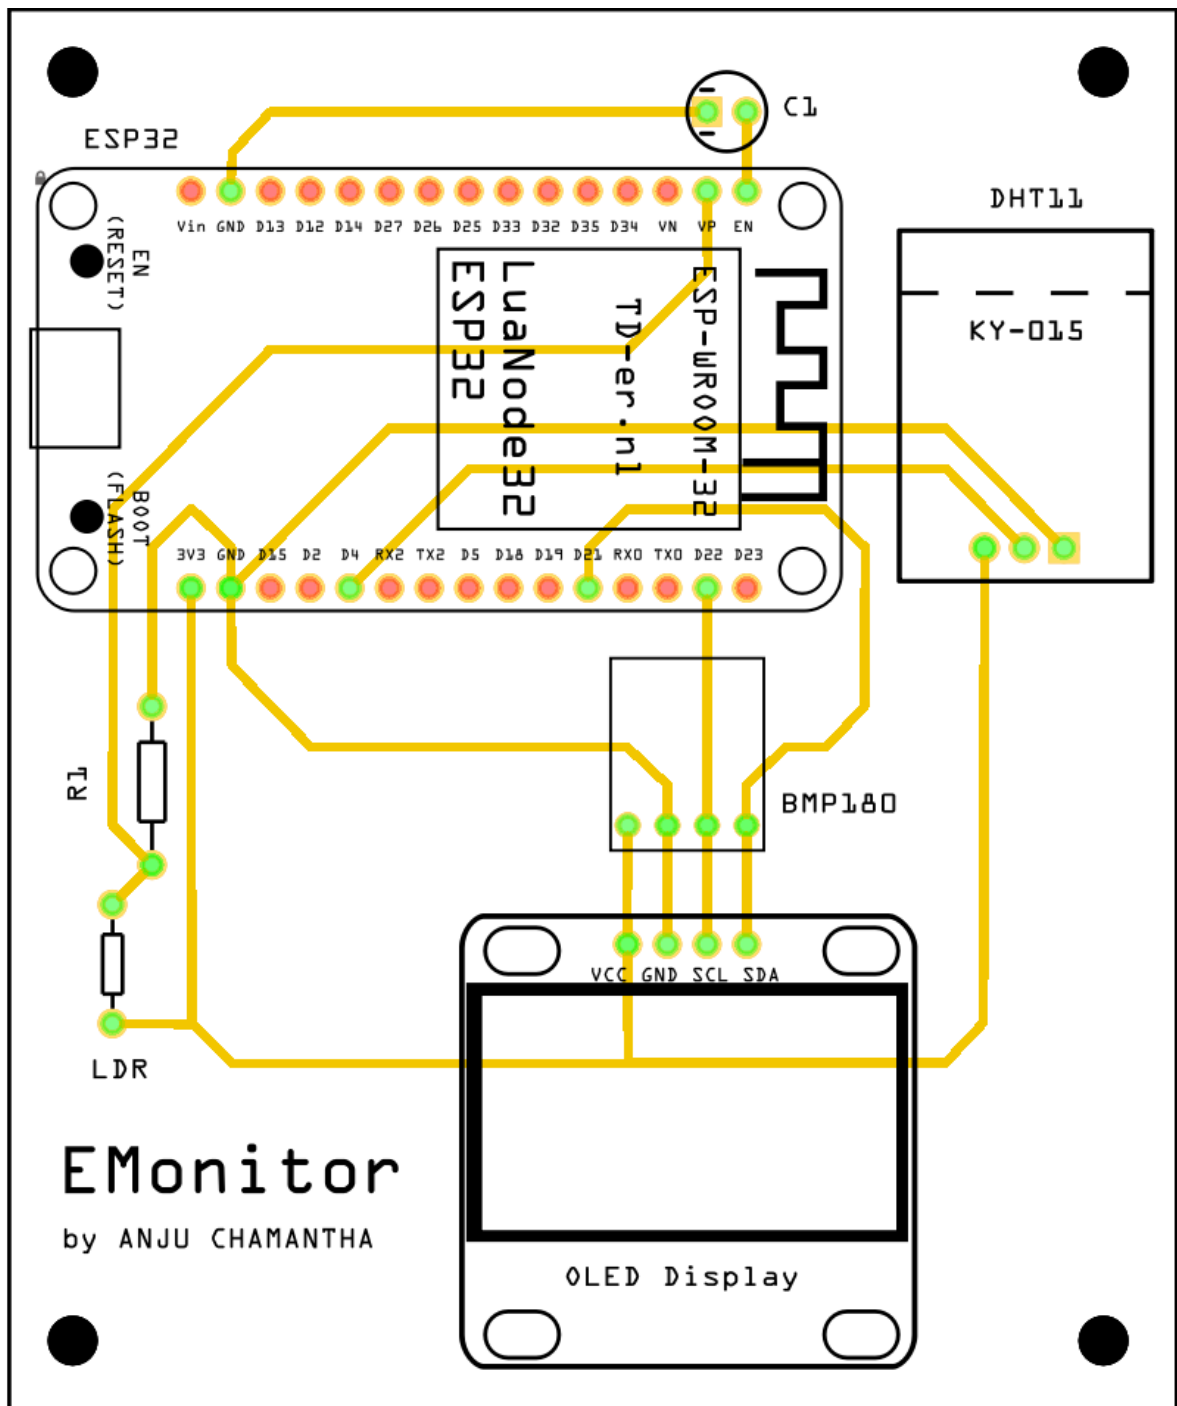 C1
ESP32
DHT11
Vin GND D13 D12 D14 D27 D26 D25 D33 D32 D35 D34 VN VP EN
EN
(RESET)
KY-015
LuaNode32
ESP32
TD-er.nl
ESP-WROOM-32
BOOT
(FLASH)
3V3 GND D15 D2 D4 RX2 TX2 D5 D18 D19 D21 RX0 TX0 D22 D23
R1
BMP180
VCC GND SCL SDA
LDR
EMonitor
by ANJU CHAMANTHA
OLED Display